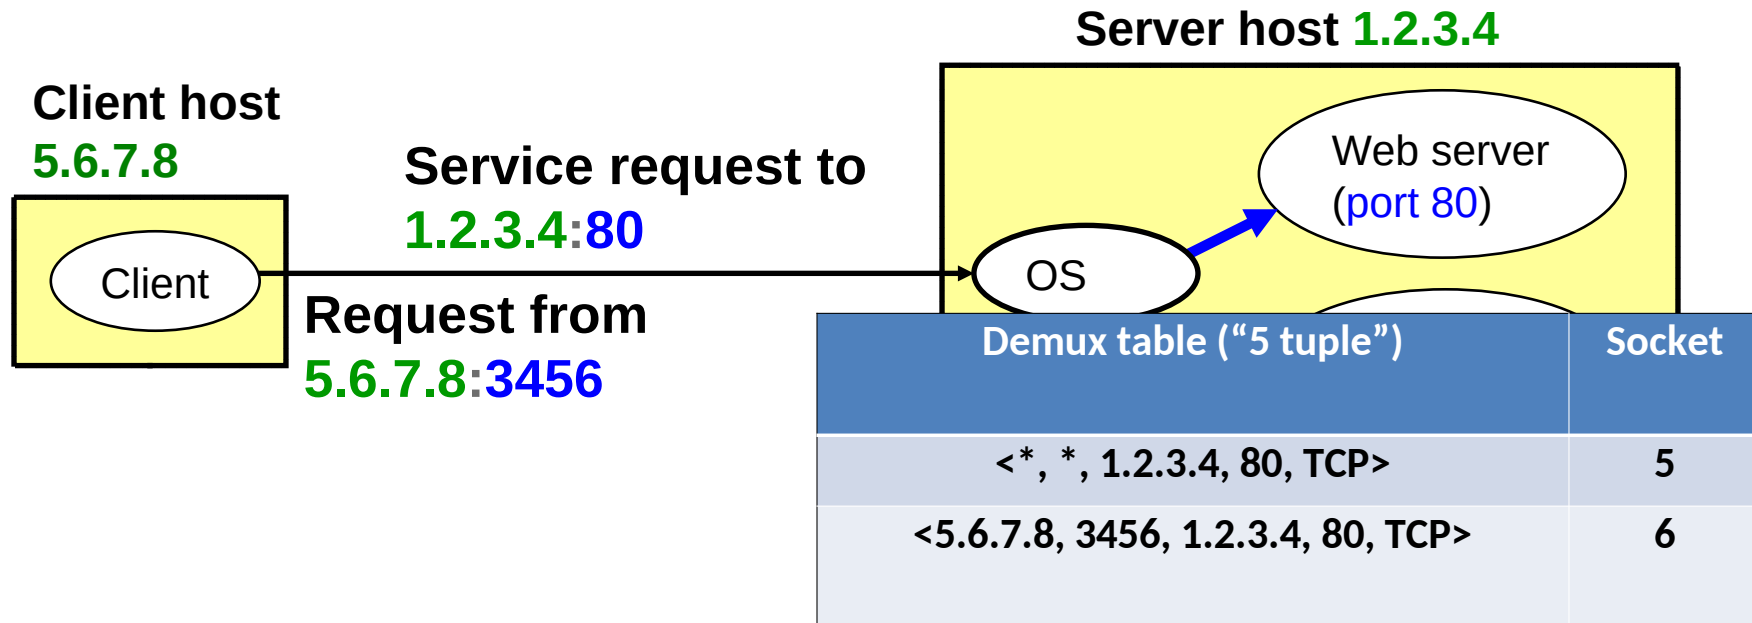 Server host 1.2.3.4
Client host
5.6.7.8
Service request to
1.2.3.4:80
Web server
(port 80)
Client
OS
Request from
5.6.7.8:3456
Demux table (“5 tuple”) Socket
<*, *, 1.2.3.4, 80, TCP> 5
<5.6.7.8, 3456, 1.2.3.4, 80, TCP> 6